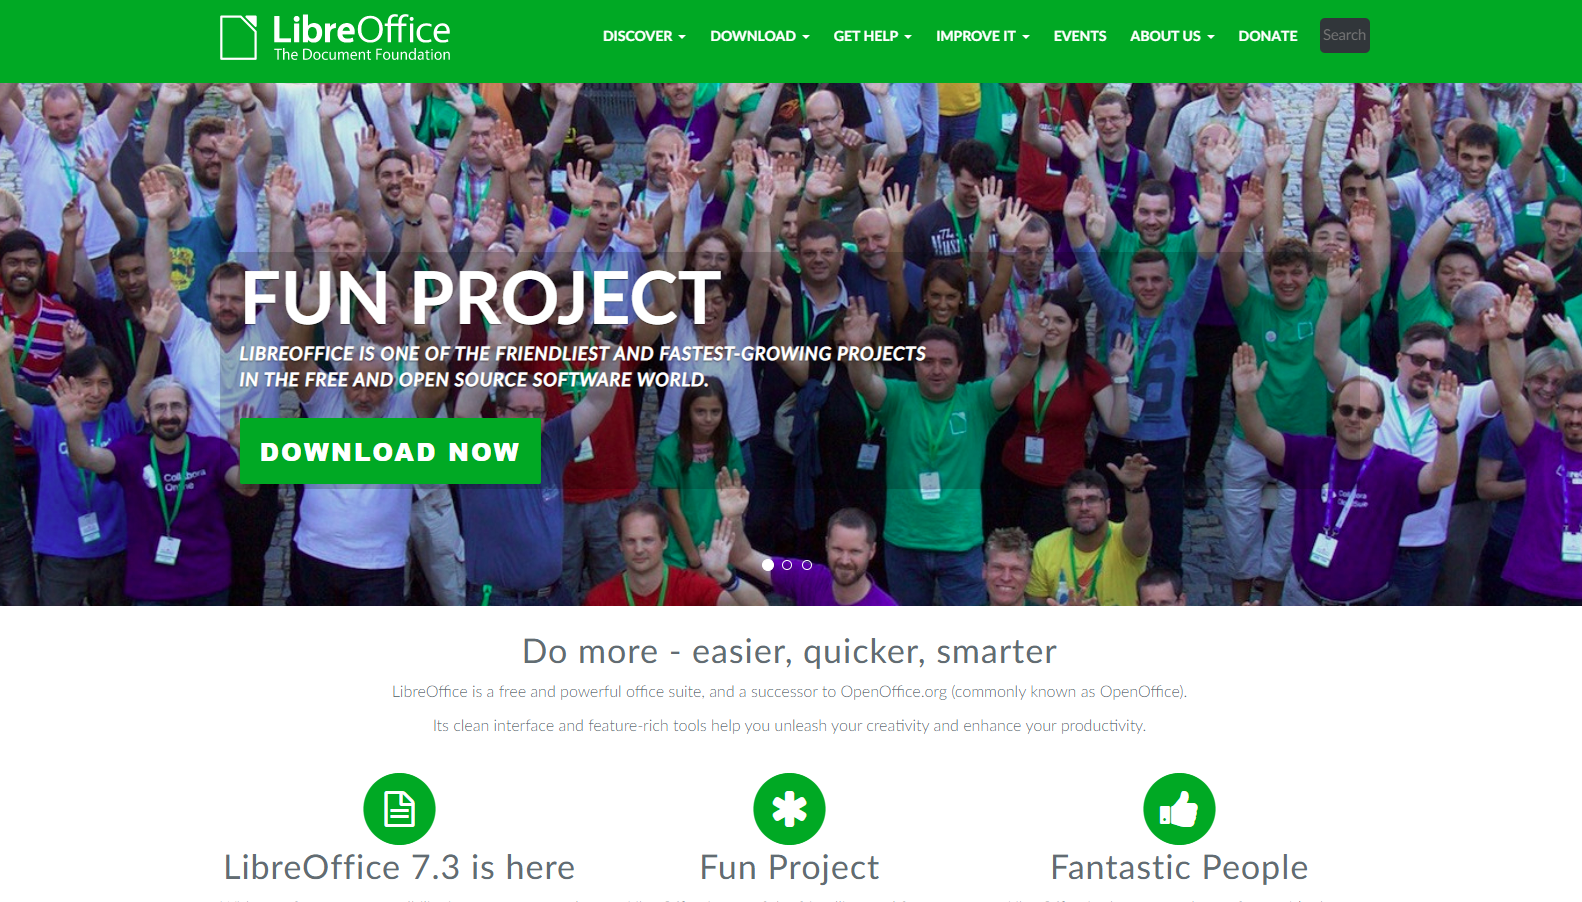 LibreOffice
The Document Foundation
DISCOVER DOWNLOAD GET HELP IMPROVE IT EVENTS ABOUT US DONATE Search
FUN PROJECT
LIBREOFFICE IS ONE OF THE FRIENDLIEST AND FASTEST-GROWING PROJECTS
IN THE FREE AND OPEN SOURCE SOFTWARE WORLD.
DOWNLOAD NOW
Collabora
Online
Do more - easier, quicker, smarter
LibreOffice is a free and powerful office suite, and a successor to OpenOffice.org (commonly known as OpenOffice).
Its clean interface and feature-rich tools help you unleash your creativity and enhance your productivity.
LibreOffice 7.3 is here
Fun Project
Fantastic People